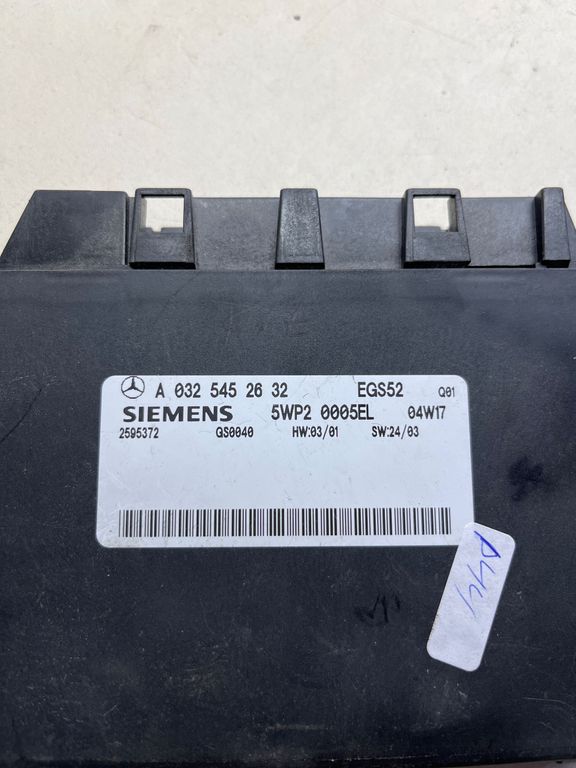 A 032 545 26 32 EGS52 Q01
SIEMENS 5WP2 0005EL 04W17
2595372 GS0040 HW:03/01 SW:24/03